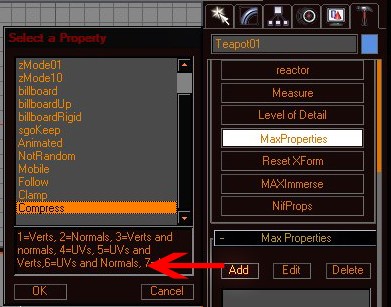 Select a Property
zMode01
zMode10
billboard
billboardUp
billboardRigid
sgoKeep
Animated
NotRandom
Mobile
Follow
Clamp
Compress
1=Verts, 2=Normals, 3=Verts and
normals, 4=UVs, 5=UVs and
Verts,6=UVs and Normals,
OK
Cancel
Teapot01
reactor
Measure
Level of Detail
MaxProperties
Reset XForm
MAXImmerse
NifProps
- Max Properties
Add
Edit
Delete